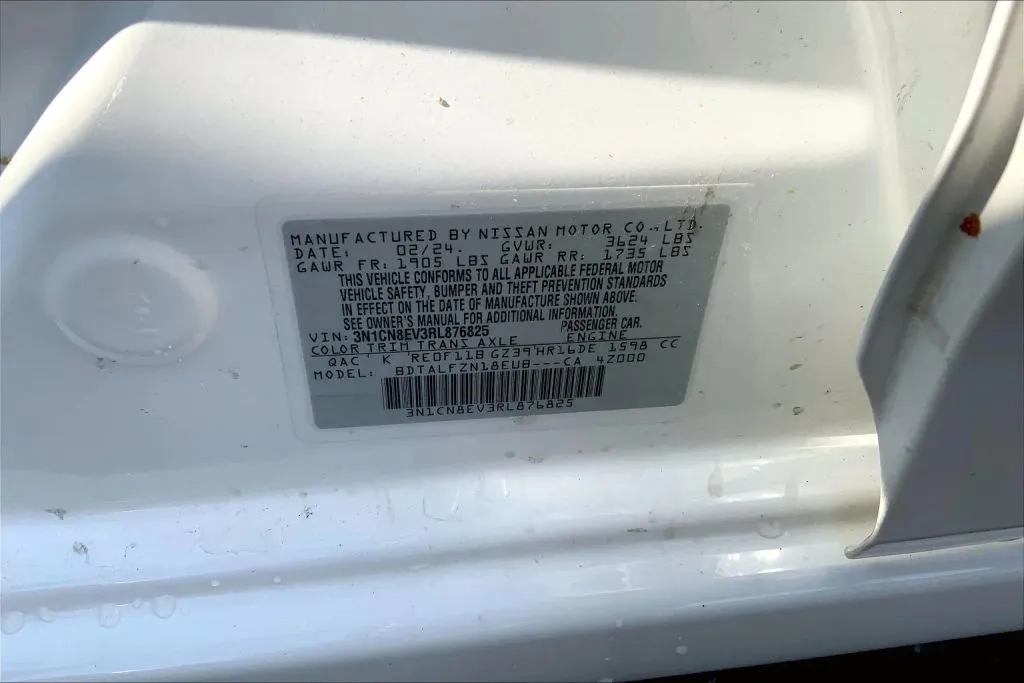 MANUFACTURED BY NISSAN MOTOR CO., LTD.
DATE: 02/24. GVWR: 3624 LBS
GAWR FR: 1905 LBS GAWR RR: 1735 LBS
THIS VEHICLE CONFORMS TO ALL APPLICABLE FEDERAL MOTOR
VEHICLE SAFETY, BUMPER AND THEFT PREVENTION STANDARDS
IN EFFECT ON THE DATE OF MANUFACTURE SHOWN ABOVE.
SEE OWNER'S MANUAL FOR ADDITIONAL INFORMATION.
VIN: 3N1CN8EV3RL876825 PASSENGER CAR.
COLOR TRIM TRANS AXLE ENGINE
QAC K RE0F11B GZ39 HR16DE 1598 CC
MODEL: BDTALFZN18EUB---CA 4Z000
3N1CN8EV3RL876825